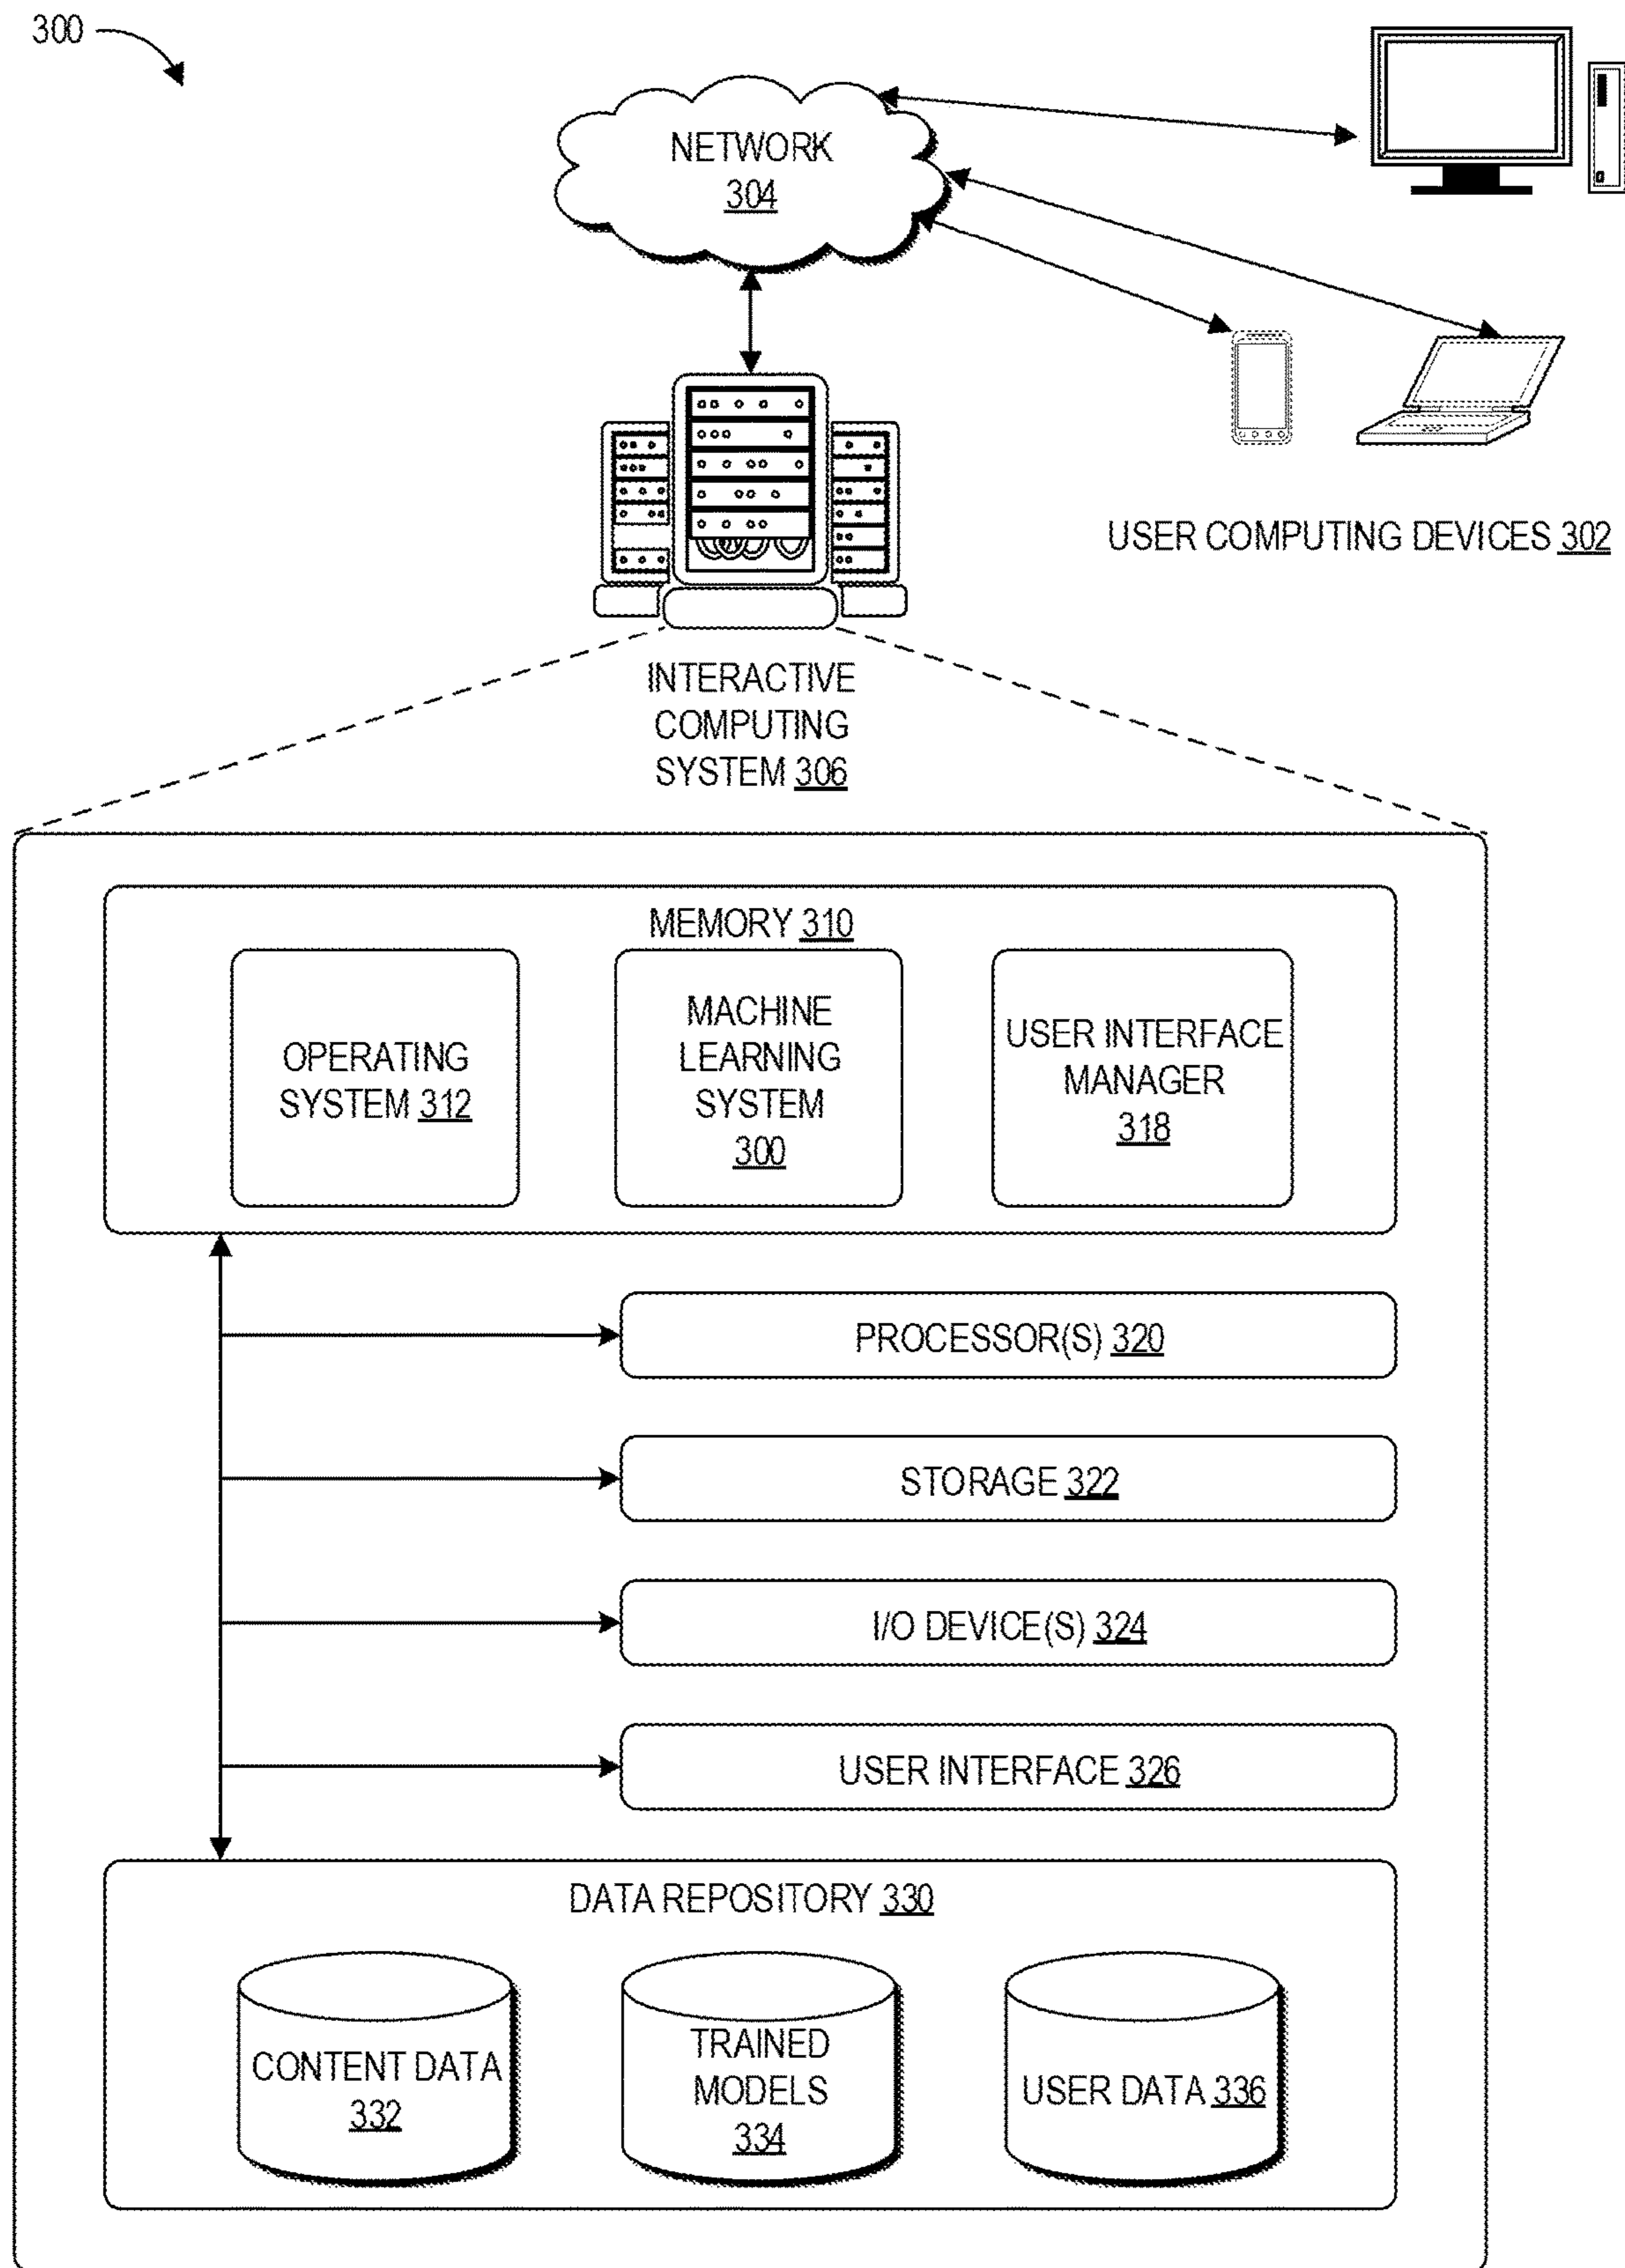 300
NETWORK
304
USER COMPUTING DEVICES 302
INTERACTIVE
COMPUTING
SYSTEM 306
MEMORY 310
OPERATING
SYSTEM 312
MACHINE
LEARNING
SYSTEM
300
USER INTERFACE
MANAGER
318
PROCESSOR(S) 320
STORAGE 322
I/O DEVICE(S) 324
USER INTERFACE 326
DATA REPOSITORY 330
CONTENT DATA
332
TRAINED
MODELS
334
USER DATA 336